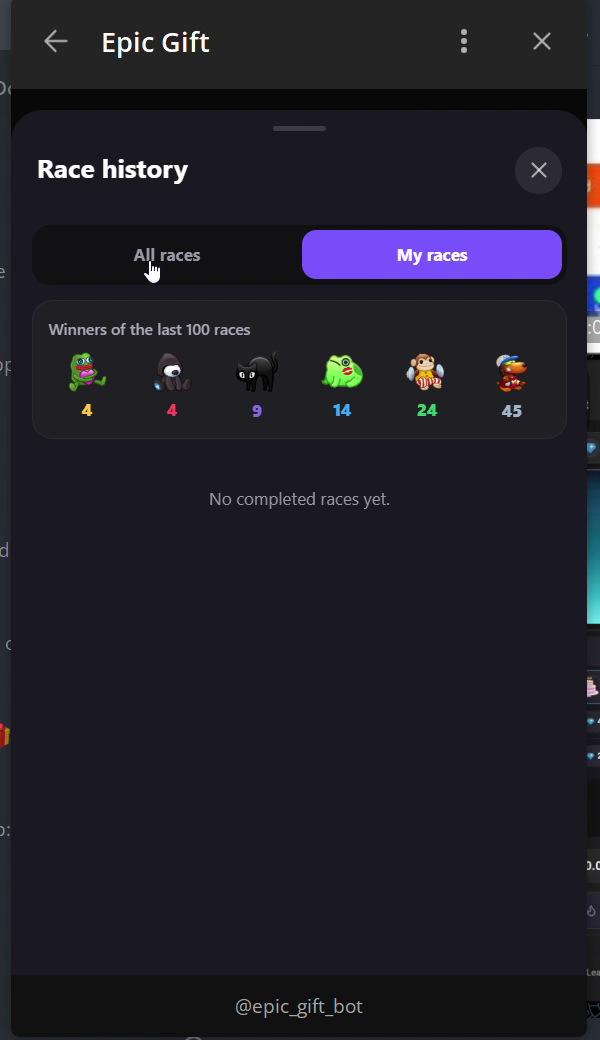 Epic Gift
Race history
All races
My races
Winners of the last 100 races
4 4 9 14 24 45
No completed races yet.
@epic_gift_bot